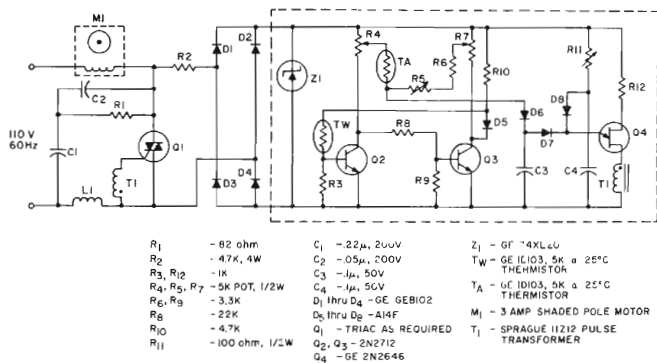 M1
R2
D1
D2
R4
R7
R11
TA
R6
R5
R10
R12
C2
R1
Z1
D8
D6
TW
D5
110 V
60Hz
C1
Q1
R8
D7
Q4
Q2
Q3
T1
D3
D4
R3
R9
C3
C4
T1
L1
R1 - 82 ohm
R2 - 4.7K, 4W
R3, R12 - 1K
R4, R5, R7 - 5K POT, 1/2W
R6, R9 - 3.3K
R8 - 22K
R10 - 4.7K
R11 - 100 ohm, 1/2W
C1 - .22µ, 200V
C2 - .05µ, 200V
C3 - .1µ, 50V
C4 - .1µ, 50V
D1 thru D4 - GE GEB102
D5 thru D8 - A14F
Q1 - TRIAC AS REQUIRED
Q2, Q3 - 2N2712
Q4 - GE 2N2646
Z1 - GE
TW - GE 1D103, 5K @ 25°C
THERMISTOR
TA - GE 1D103, 5K @ 25°C
THERMISTOR
M1 - 3 AMP SHADED POLE MOTOR
T1 - SPRAGUE 11Z12 PULSE
TRANSFORMER